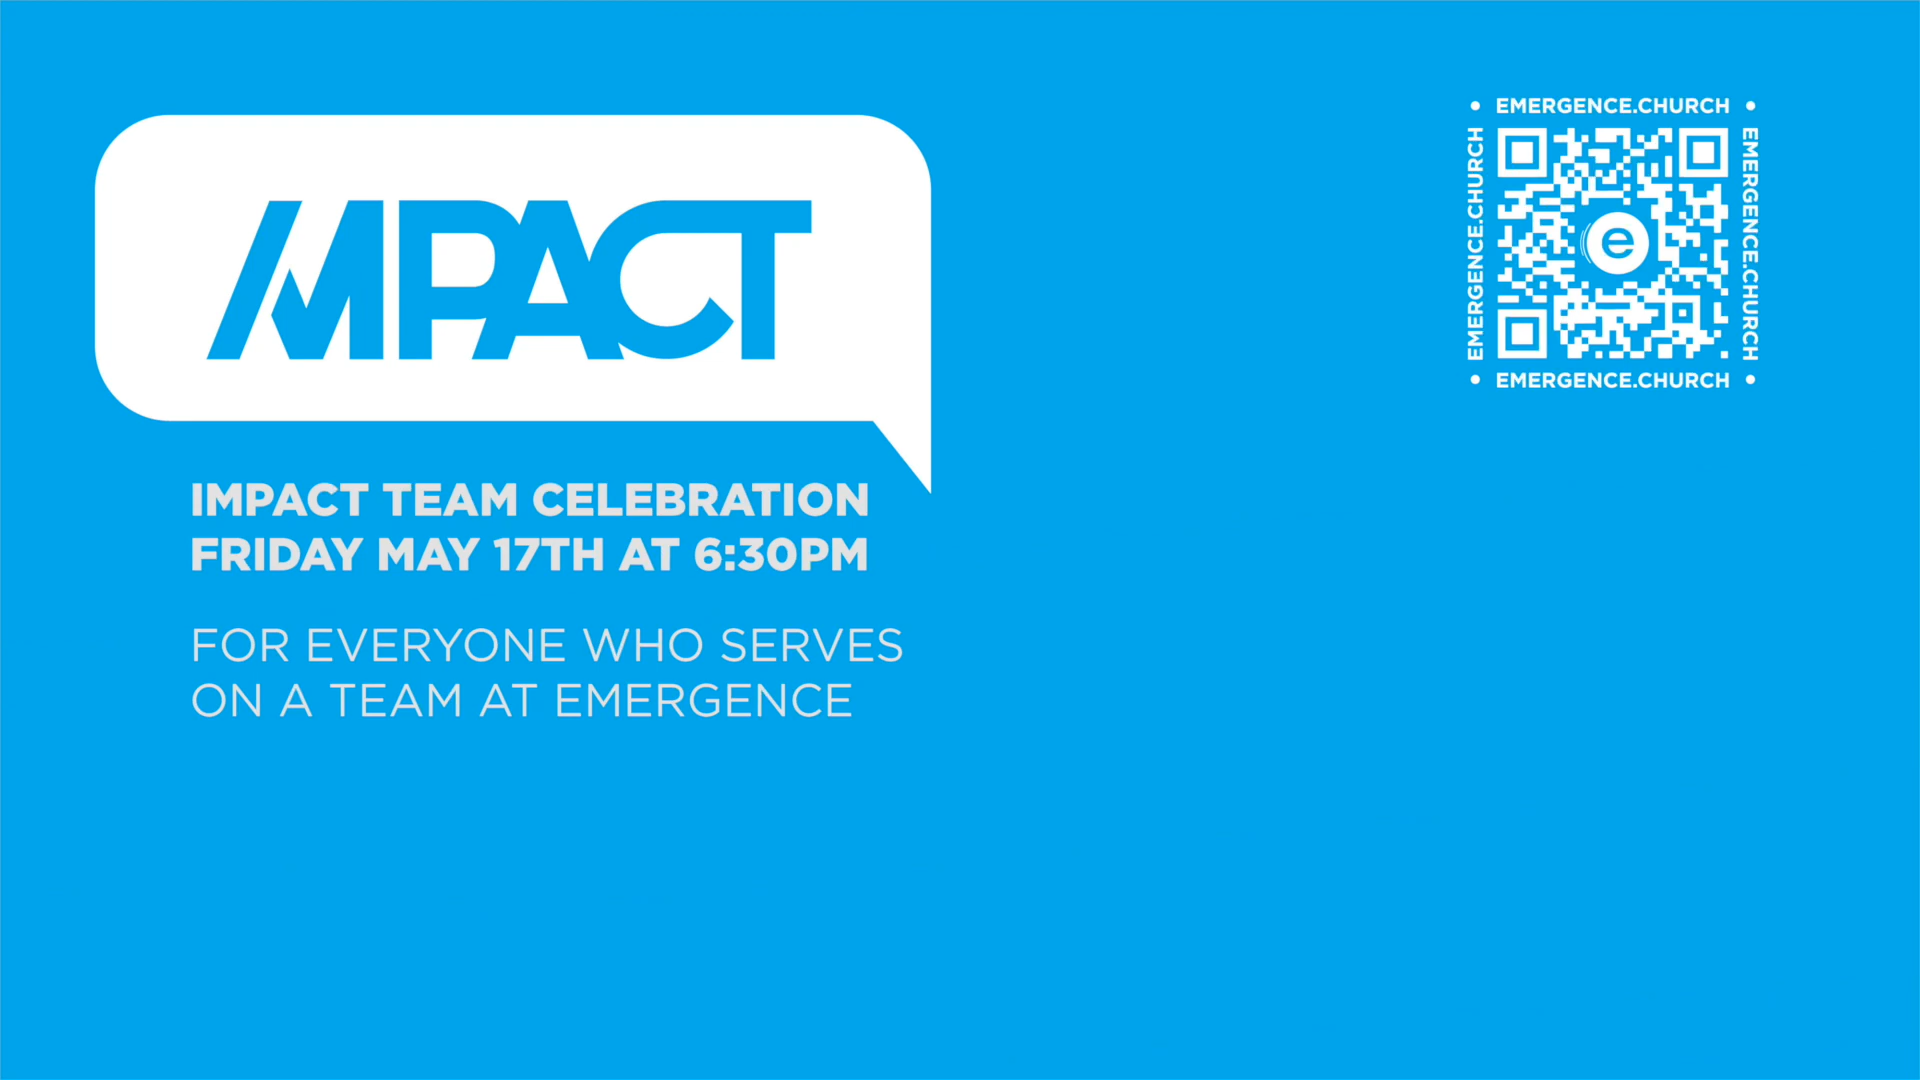 IMPACT
IMPACT TEAM CELEBRATION
FRIDAY MAY 17TH AT 6:30PM
FOR EVERYONE WHO SERVES
ON A TEAM AT EMERGENCE
• EMERGENCE.CHURCH •
EMERGENCE.CHURCH
e
EMERGENCE.CHURCH
• EMERGENCE.CHURCH •